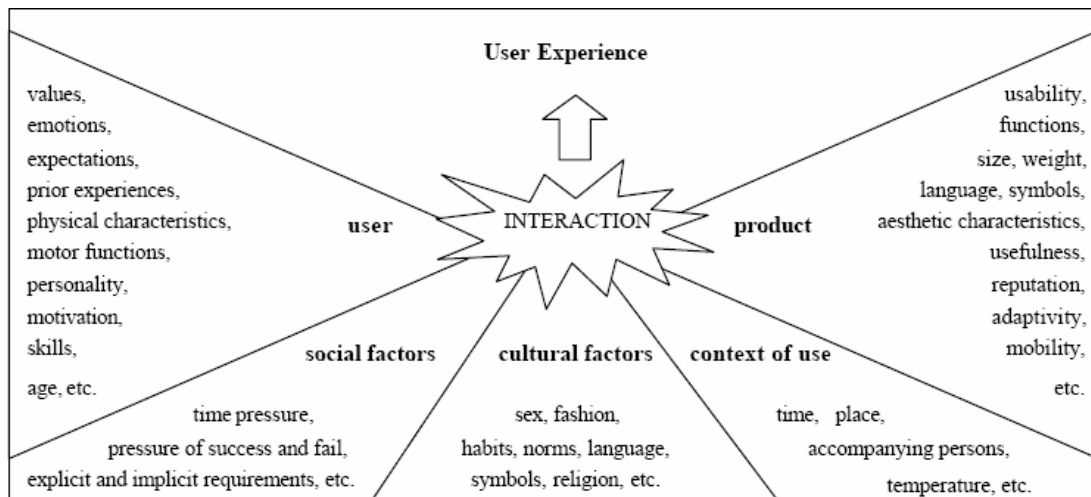 User Experience
values,
emotions,
expectations,
prior experiences,
physical characteristics,
motor functions,
personality,
motivation,
skills,
age, etc.
user
INTERACTION
product
usability,
functions,
size, weight,
language, symbols,
aesthetic characteristics,
usefulness,
reputation,
adaptivity,
mobility,
etc.
social factors
time pressure,
pressure of success and fail,
explicit and implicit requirements, etc.
cultural factors
sex, fashion,
habits, norms, language,
symbols, religion, etc.
context of use
time, place,
accompanying persons,
temperature, etc.